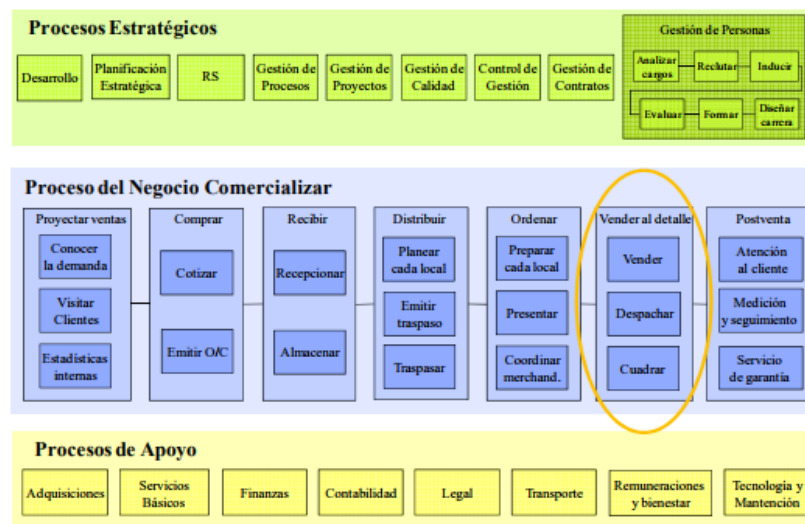 Procesos Estratégicos
Desarrollo
Planificación
Estratégica
RS
Gestión de
Procesos
Gestión de
Proyectos
Gestión de
Calidad
Control de
Gestión
Gestión de
Contratos
Gestión de Personas
Analizar
cargos
Reclutar
Inducir
Evaluar
Formar
Diseñar
carrera
Proceso del Negocio Comercializar
Proyectar ventas
Conocer
la demanda
Visitar
Clientes
Estadísticas
internas
Comprar
Cotizar
Emitir O/C
Recibir
Recepcionar
Almacenar
Distribuir
Planear
cada local
Emitir
traspaso
Traspasar
Ordenar
Preparar
cada local
Presentar
Coordinar
merchand.
Vender al detalle
Vender
Despachar
Cuadrar
Postventa
Atención
al cliente
Medición
y seguimiento
Servicio
de garantía
Procesos de Apoyo
Adquisiciones
Servicios
Básicos
Finanzas
Contabilidad
Legal
Transporte
Remuneraciones
y bienestar
Tecnología y
Mantención